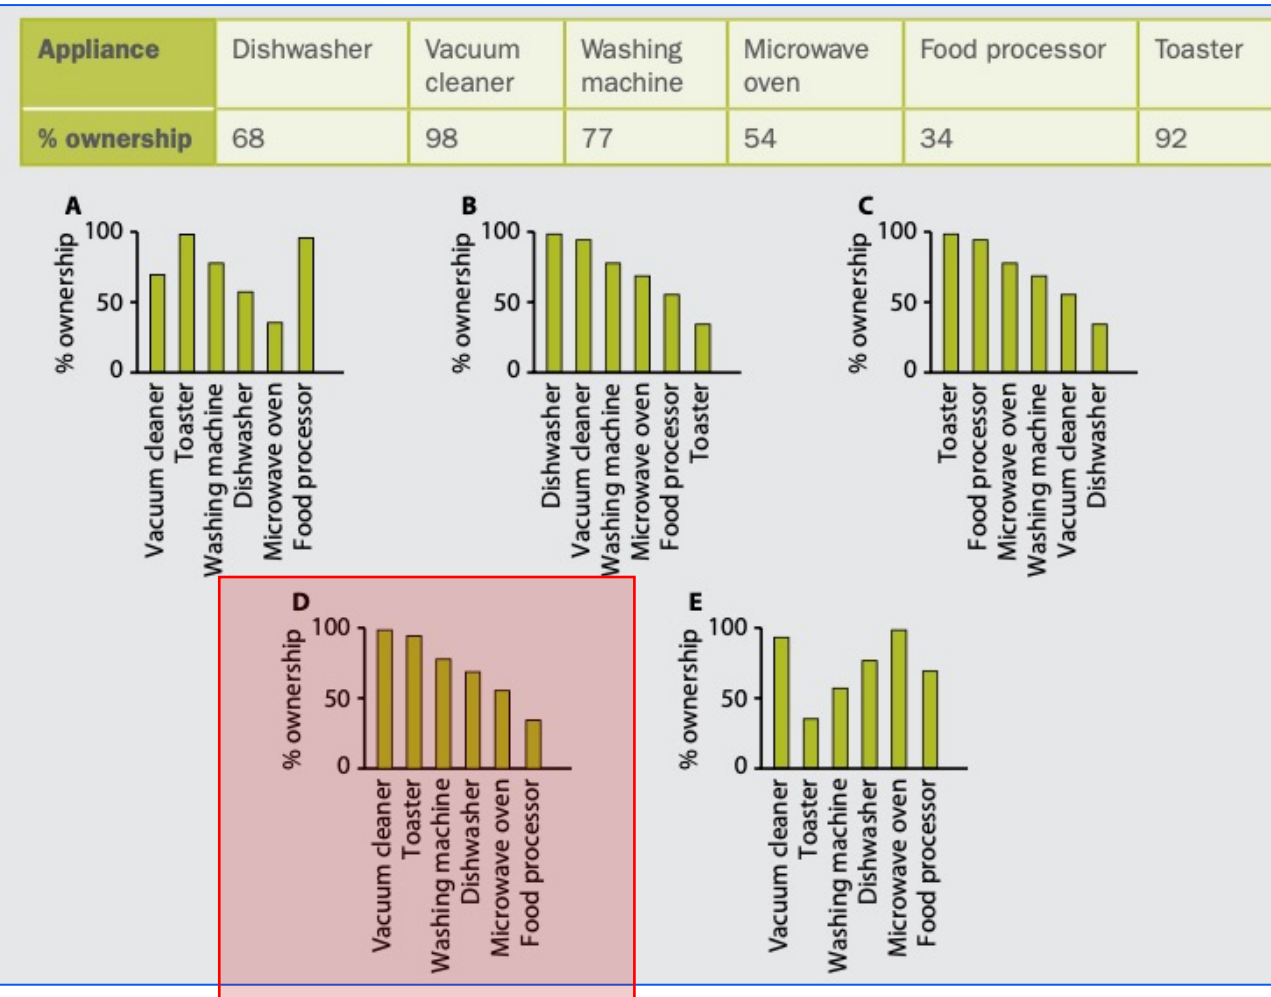 Appliance Dishwasher Vacuum cleaner Washing machine Microwave oven Food processor Toaster
% ownership 68 98 77 54 34 92
A
% ownership
100
50
0
Vacuum cleaner
Toaster
Washing machine
Dishwasher
Microwave oven
Food processor
B
% ownership
100
50
0
Dishwasher
Vacuum cleaner
Washing machine
Microwave oven
Food processor
Toaster
C
% ownership
100
50
0
Toaster
Food processor
Microwave oven
Washing machine
Vacuum cleaner
Dishwasher
D
% ownership
100
50
0
Vacuum cleaner
Toaster
Washing machine
Dishwasher
Microwave oven
Food processor
E
% ownership
100
50
0
Vacuum cleaner
Toaster
Washing machine
Dishwasher
Microwave oven
Food processor